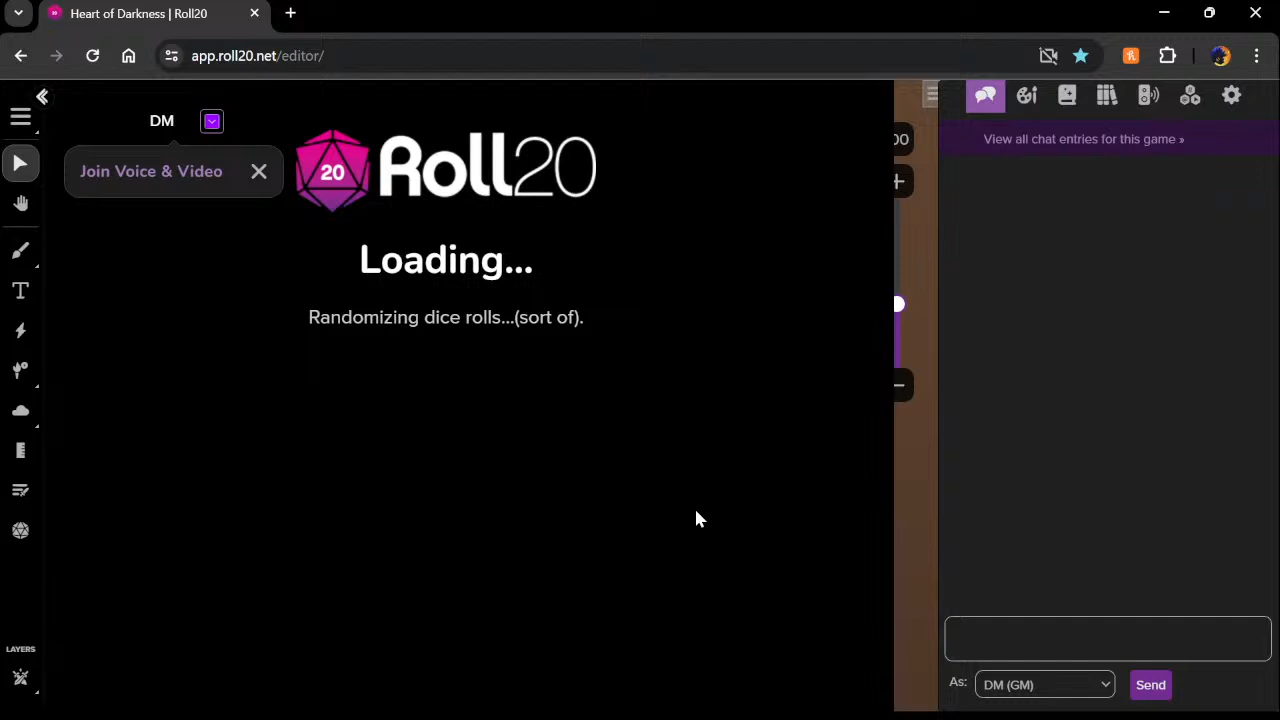 Heart of Darkness | Roll20
app.roll20.net/editor/
DM
Join Voice & Video
20
Roll20
Loading...
Randomizing dice rolls...(sort of).
00
View all chat entries for this game »
LAYERS
As:
DM (GM)
Send